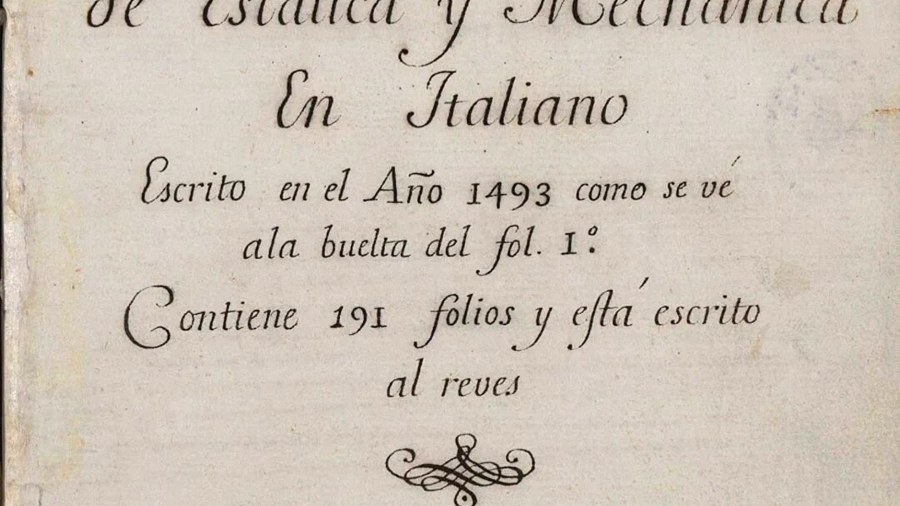 de Estatica y Mechanica
En Italiano
Escrito en el Año 1493 como se vé
ala buelta del fol. 1.º
Contiene 191 folios y eſtá escrito
al reves